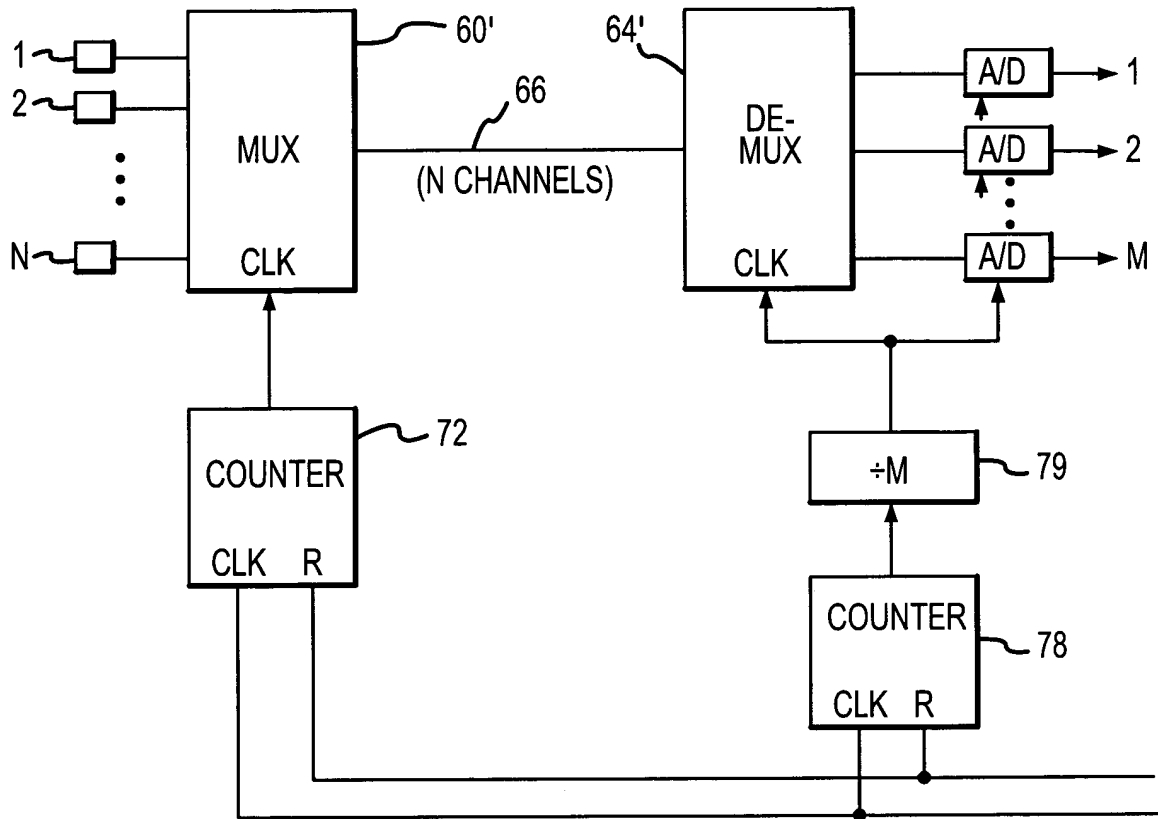 1
2
N
MUX
CLK
60'
66
(N CHANNELS)
64'
DE-
MUX
CLK
A/D
1
A/D
2
A/D
M
COUNTER
CLK R
72
÷M
79
COUNTER
CLK R
78